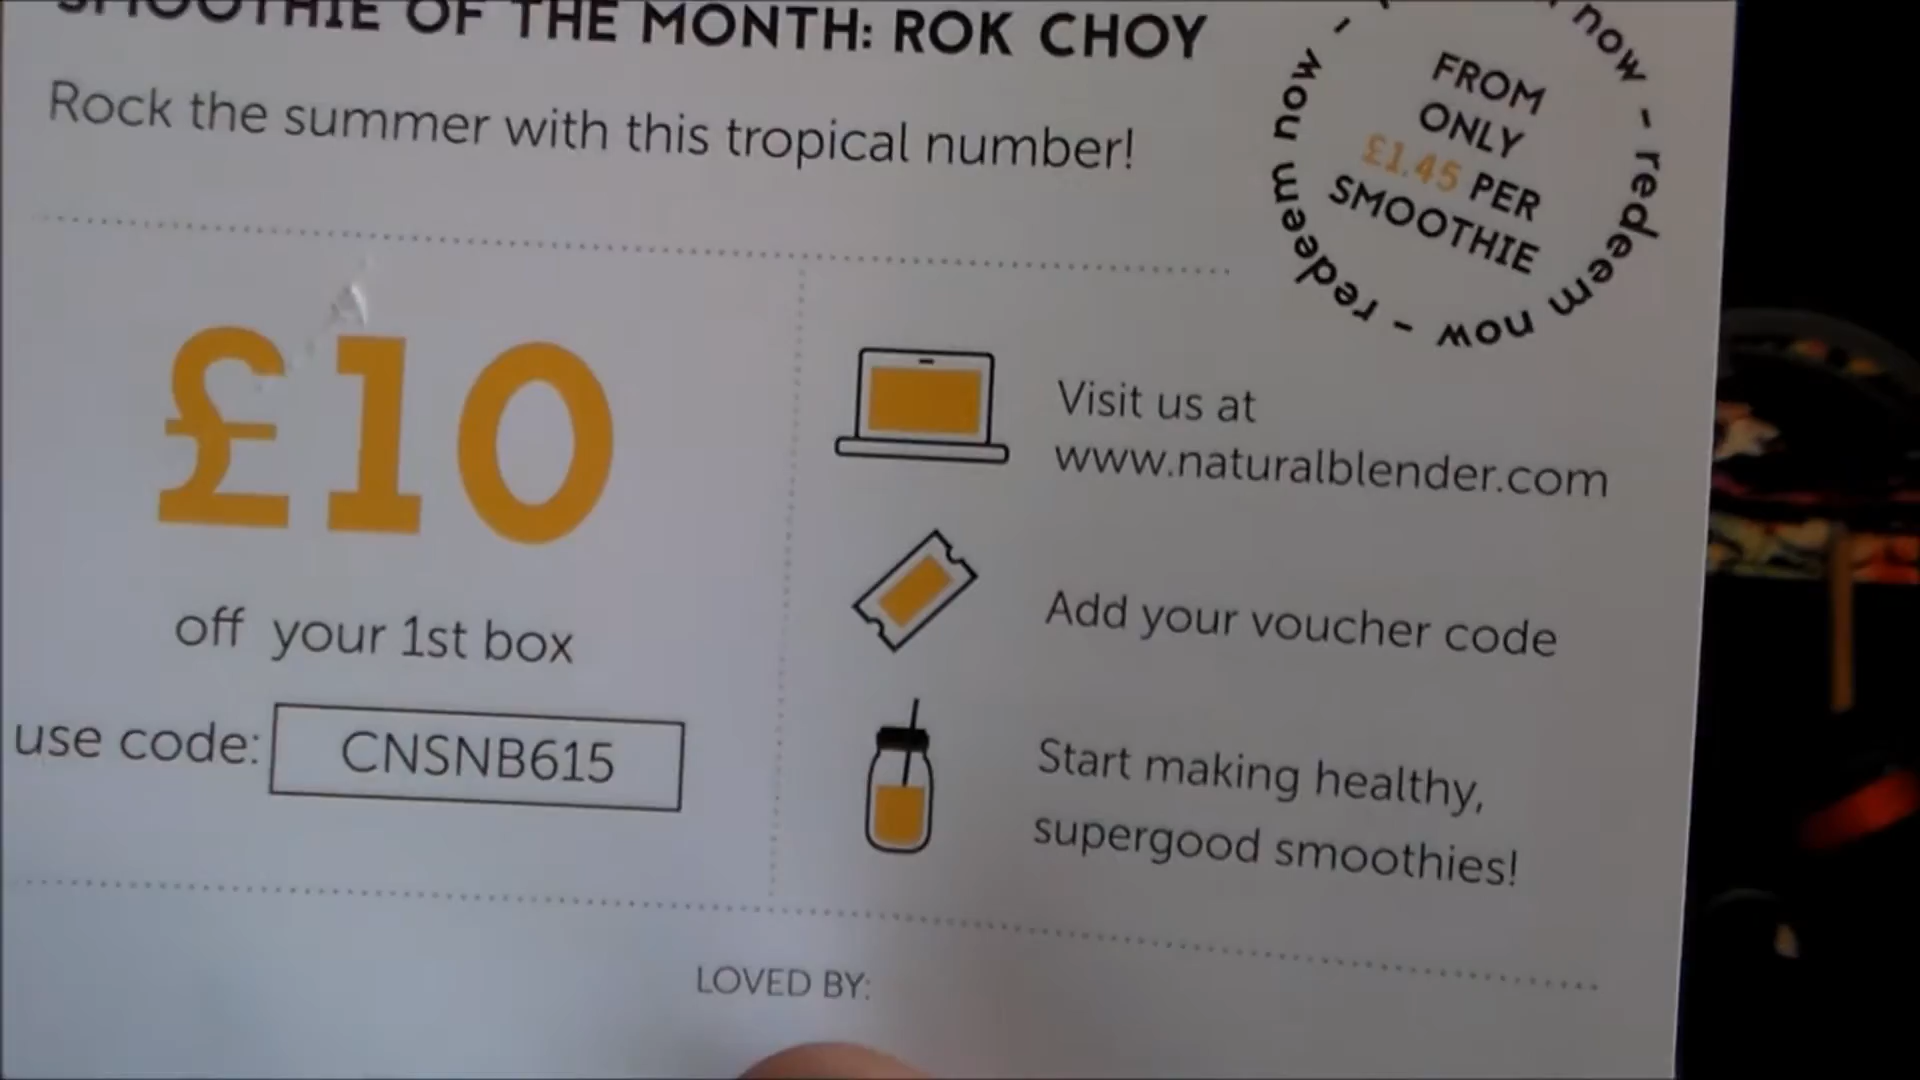 SMOOTHIE OF THE MONTH: ROK CHOY
Rock the summer with this tropical number!
now - redeem now - redeem now -
FROM
ONLY
£1.45 PER
SMOOTHIE
£10
off your 1st box
use code: CNSNB615
Visit us at
www.naturalblender.com
Add your voucher code
Start making healthy,
supergood smoothies!
LOVED BY: